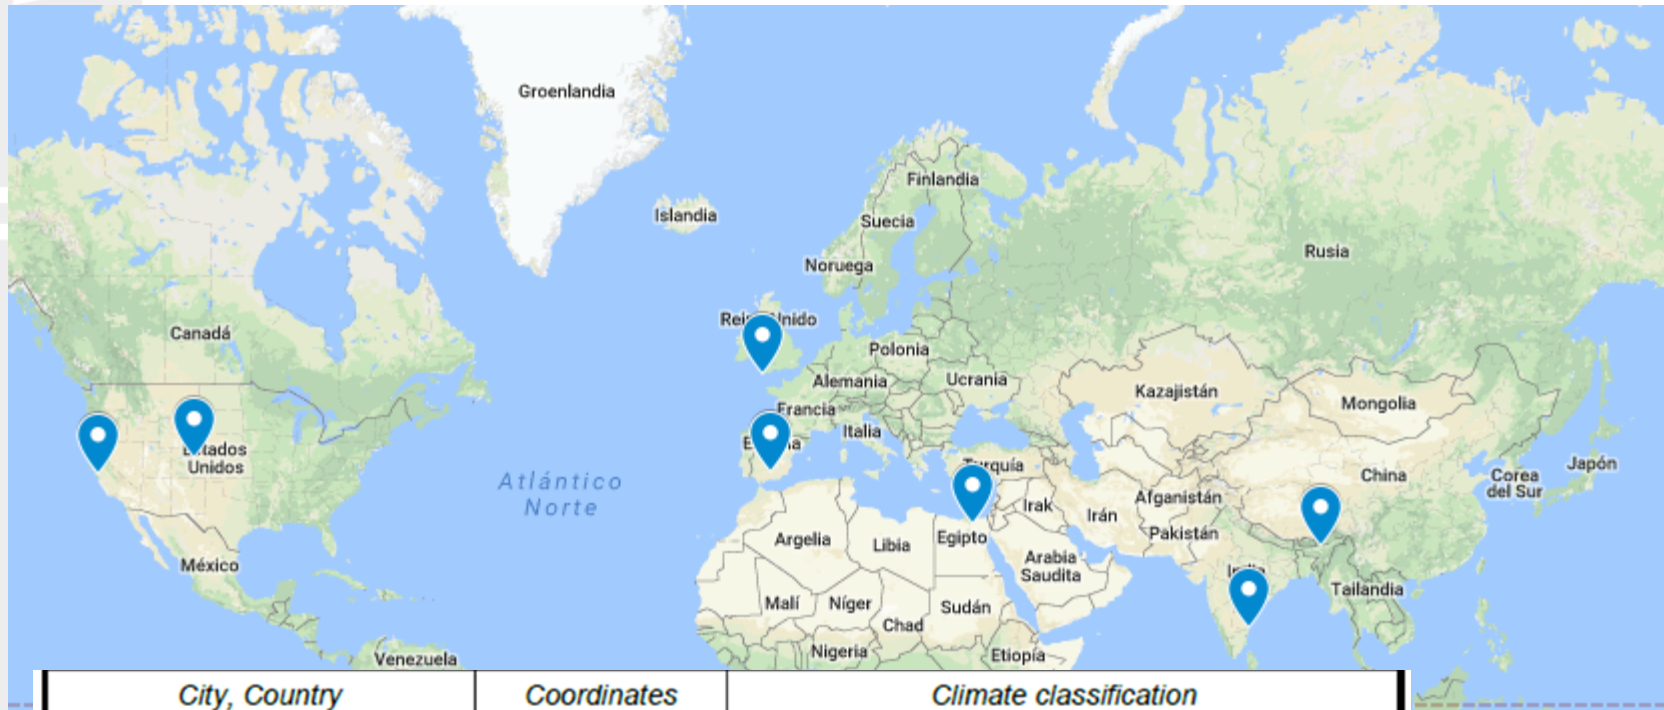 Groenlandia
Finlandia
Islandia
Suecia
Noruega
Rusia
Canadá
Polonia
Alemania
Ucrania
Kazajistán
Mongolia
Francia
Italia
Unidos
Atlántico
Norte
Turquía
China
Corea
del Sur
Japón
Afganistán
Irak
Irán
Pakistán
Argelia
Libia
Egipto
Arabia
Saudita
México
Malí
Níger
Chad
Sudán
Tailandia
Nigeria
Etiopía
Venezuela
City, Country
Coordinates
Climate classification